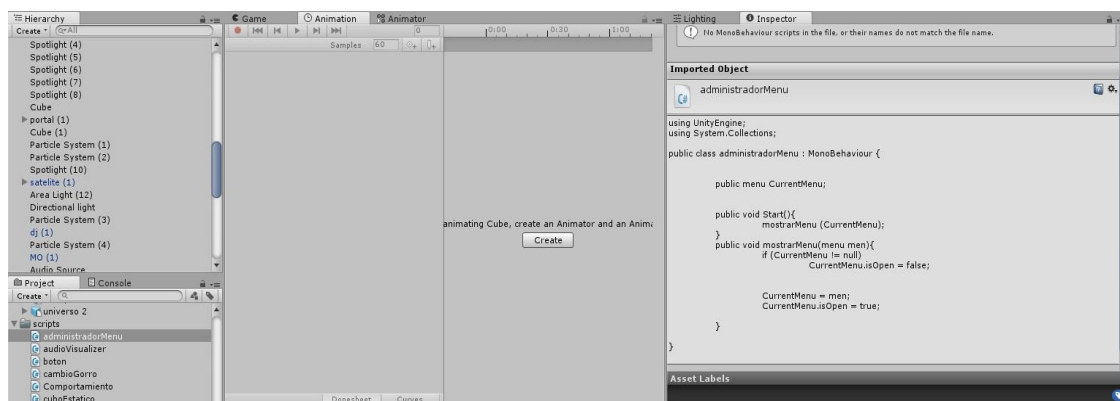 Hierarchy
Create
All
Spotlight (4)
Spotlight (5)
Spotlight (6)
Spotlight (7)
Spotlight (8)
Cube
portal (1)
Cube (1)
Particle System (1)
Particle System (2)
Spotlight (10)
satelite (1)
Area Light (12)
Directional light
Particle System (3)
dj (1)
Particle System (4)
MO (1)
Audio Source
Project Console
Create
universo 2
scripts
administradorMenu
audioVisualizer
boton
cambioGorro
Comportamiento
cuboEstatico
Game Animation Animator
0 0:00 0:30 1:00
Samples 60
animating Cube, create an Animator and an Anima
Create
Dopesheet Curves
Lighting Inspector
No MonoBehaviour scripts in the file, or their names do not match the file name.
Imported Object
administradorMenu
using UnityEngine;
using System.Collections;
public class administradorMenu : MonoBehaviour {
public menu CurrentMenu;
public void Start(){
mostrarMenu (CurrentMenu);
}
public void mostrarMenu(menu men){
if (CurrentMenu != null)
CurrentMenu.isOpen = false;
CurrentMenu = men;
CurrentMenu.isOpen = true;
}
}
Asset Labels